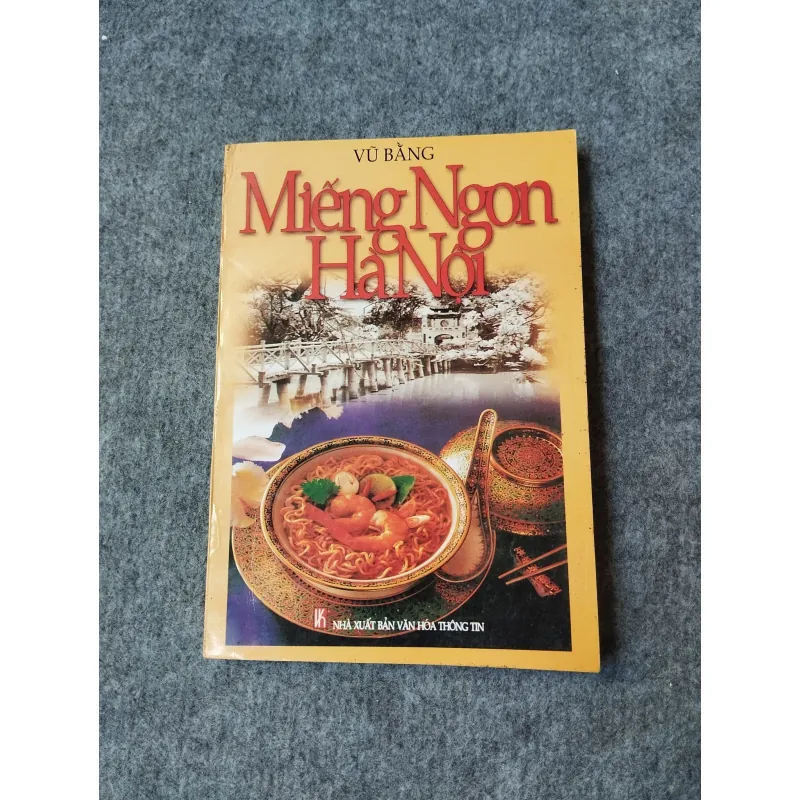 VŨ BẰNG
Miếng Ngon
Hà Nội
NHÀ XUẤT BẢN VĂN HÓA THÔNG TIN